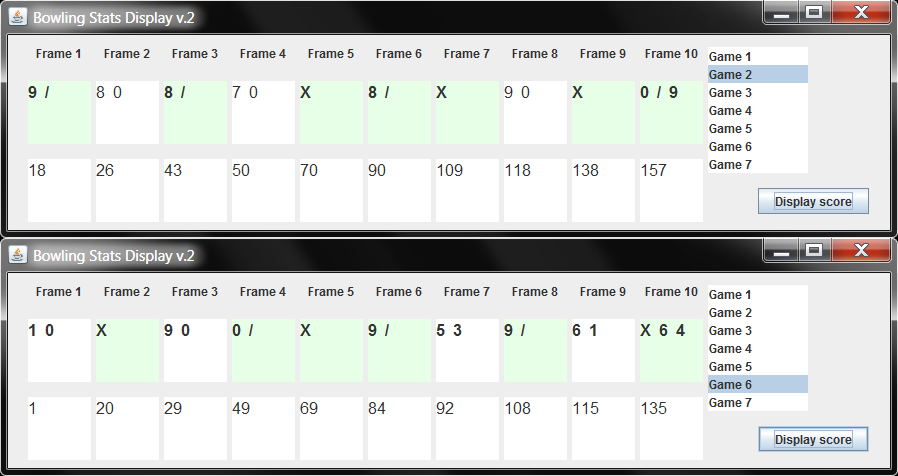 Bowling Stats Display v.2
Frame 1 Frame 2 Frame 3 Frame 4 Frame 5 Frame 6 Frame 7 Frame 8 Frame 9 Frame 10
9 / 8 0 8 / 7 0 X 8 / X 9 0 X 0 / 9
18 26 43 50 70 90 109 118 138 157
Game 1
Game 2
Game 3
Game 4
Game 5
Game 6
Game 7
Display score
Bowling Stats Display v.2
Frame 1 Frame 2 Frame 3 Frame 4 Frame 5 Frame 6 Frame 7 Frame 8 Frame 9 Frame 10
1 0 X 9 0 0 / X 9 / 5 3 9 / 6 1 X 6 4
1 20 29 49 69 84 92 108 115 135
Game 1
Game 2
Game 3
Game 4
Game 5
Game 6
Game 7
Display score